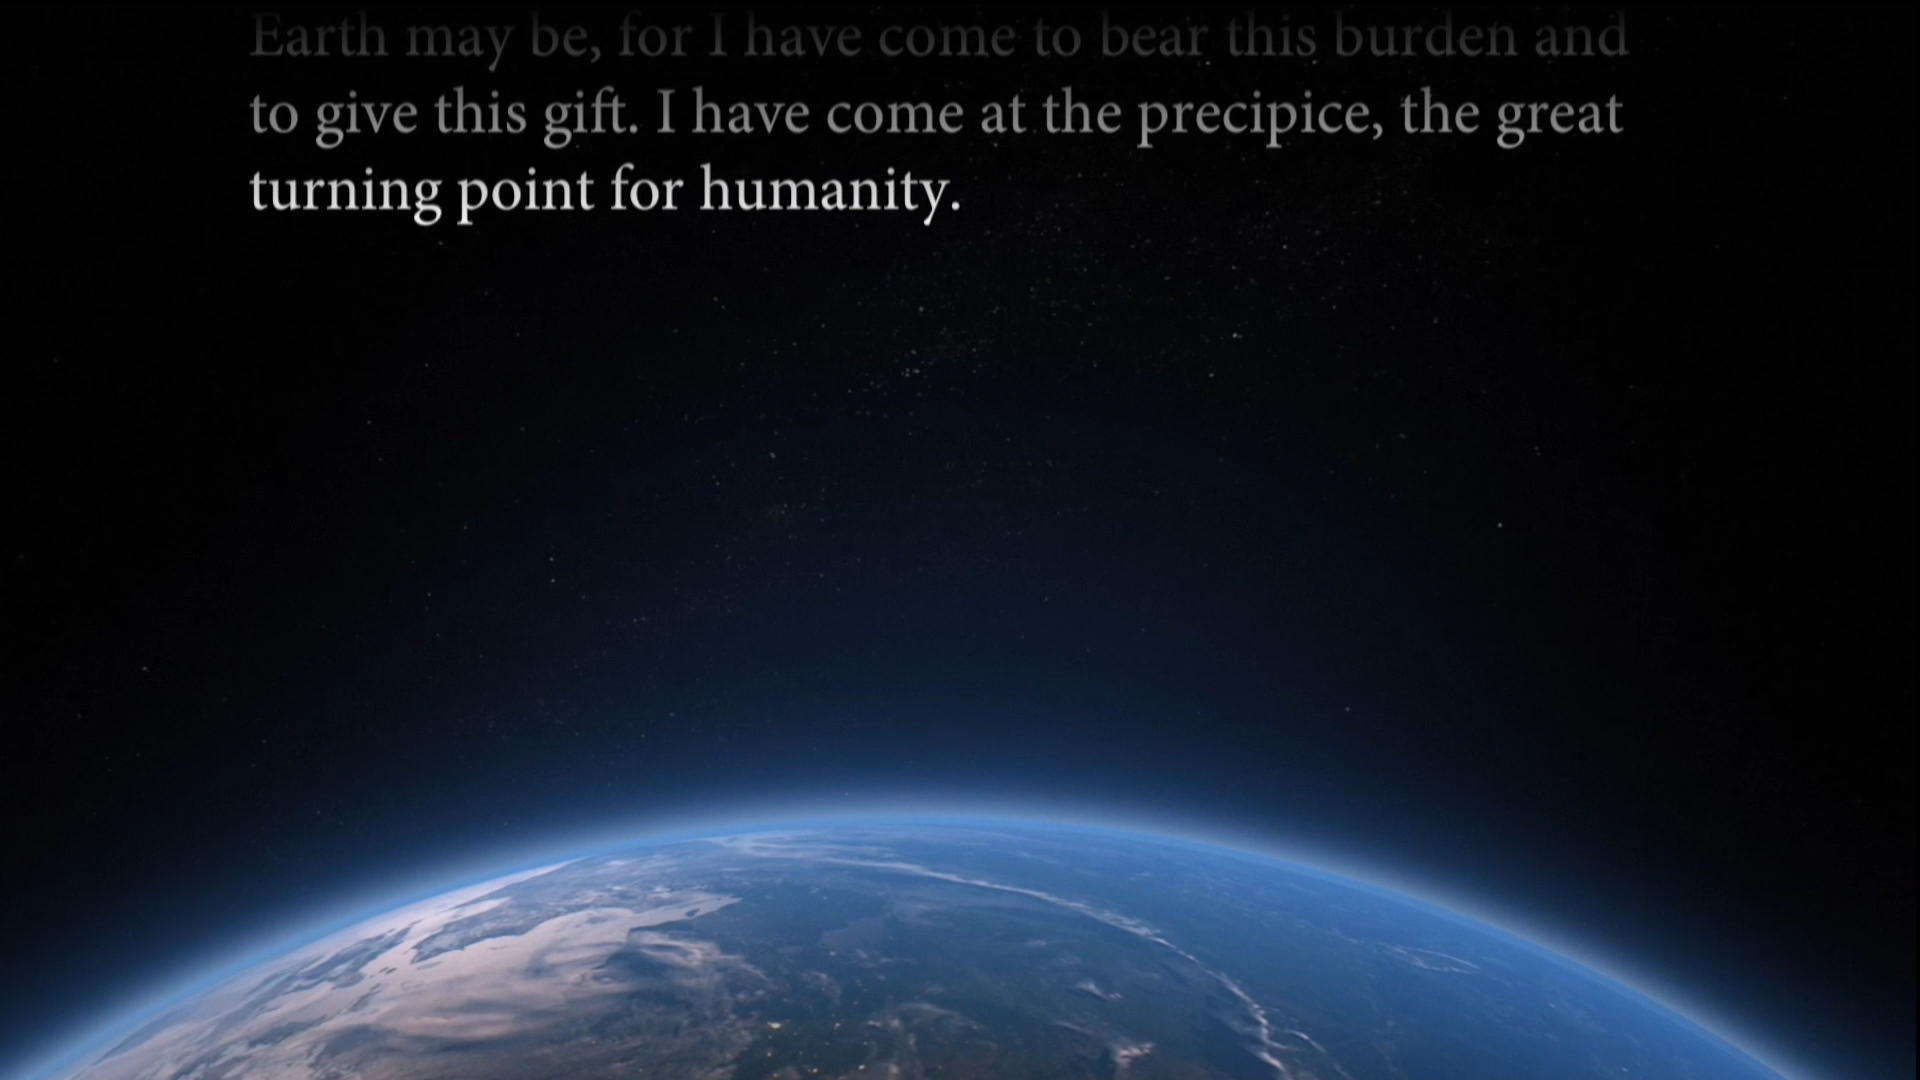 Earth may be, for I have come to bear this burden and
to give this gift. I have come at the precipice, the great
turning point for humanity.